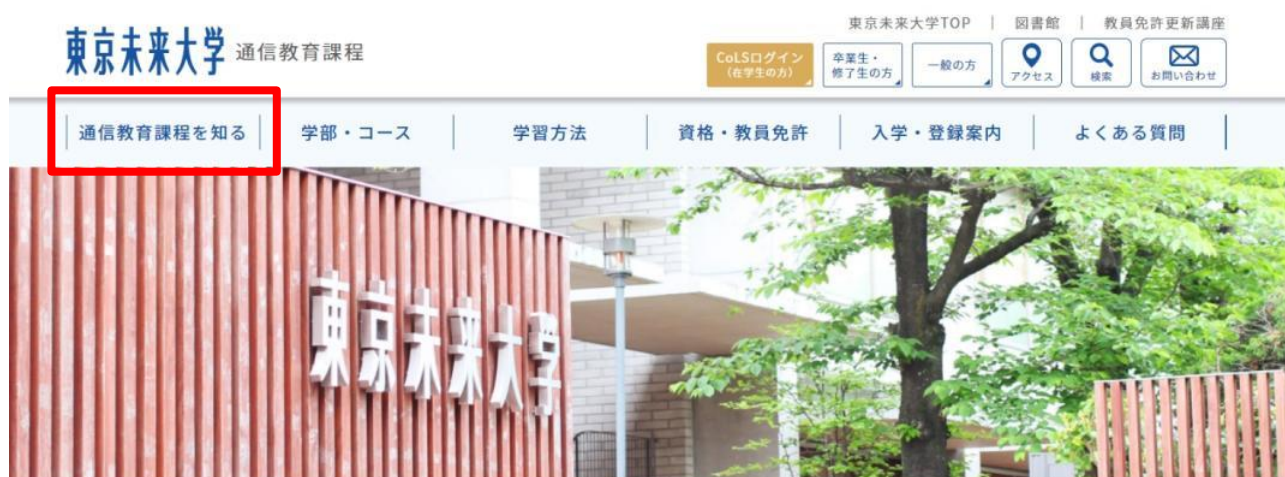 東京未来大学TOP | 図書館 | 教員免許更新講座
東京未来大学 通信教育課程
CoLSログイン
(在学生の方)
卒業生・
修了生の方
一般の方
アクセス
検索
お問い合わせ
通信教育課程を知る
学部・コース
学習方法
資格・教員免許
入学・登録案内
よくある質問
東京未来大学